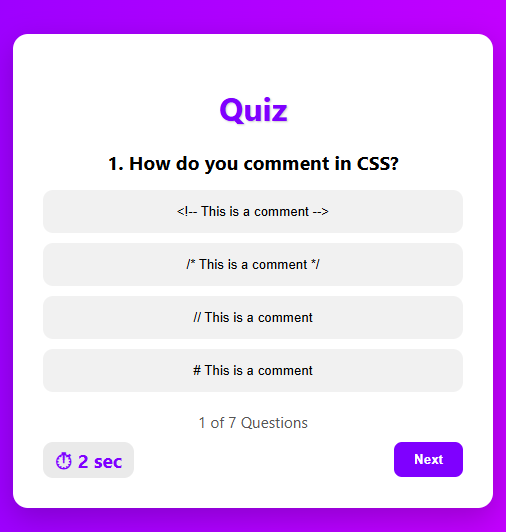 Quiz
1. How do you comment in CSS?
<!-- This is a comment -->
/* This is a comment */
// This is a comment
# This is a comment
1 of 7 Questions
⏱ 2 sec
Next